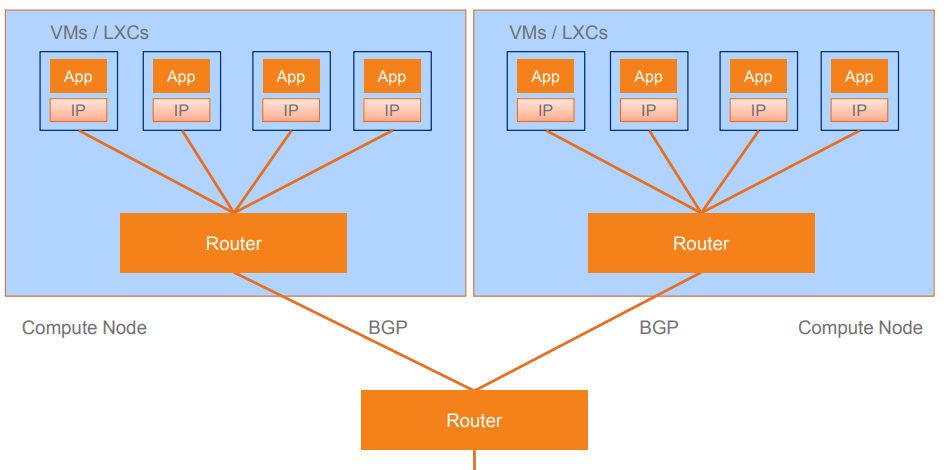 VMs / LXCs
App App App App
IP IP IP IP
Router
VMs / LXCs
App App App App
IP IP IP IP
Router
Compute Node BGP BGP Compute Node
Router